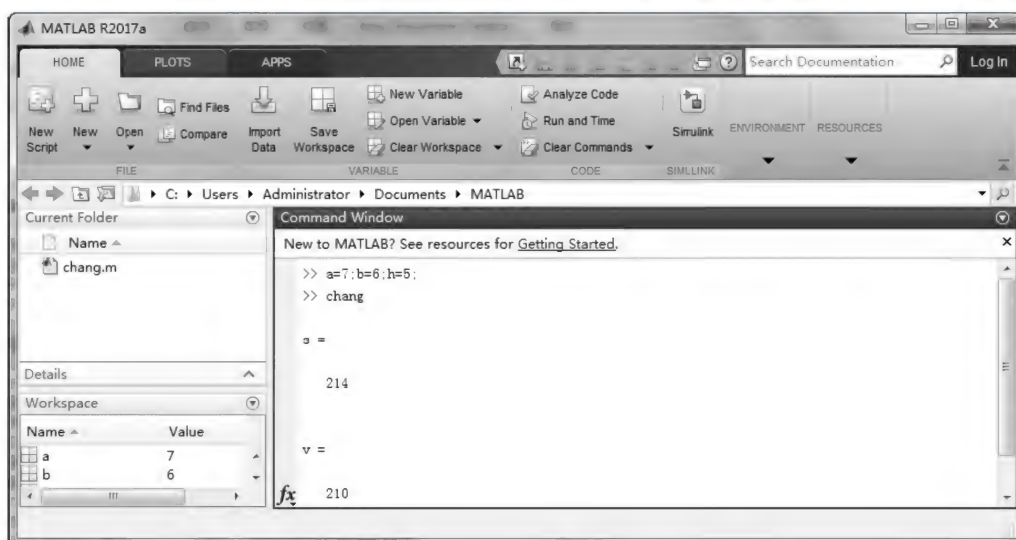 MATLAB R2017a
HOME PLOTS APPS Search Documentation Log In
New Script
New
Open
Find Files
Compare
FILE
Import Data
Save Workspace
New Variable
Open Variable
Clear Workspace
VARIABLE
Analyze Code
Run and Time
Clear Commands
CODE
Simulink
SIMLLINK
ENVIRONMENT
RESOURCES
C: Users Administrator Documents MATLAB
Current Folder
Name
chang.m
Details
Workspace
Name Value
a 7
b 6
Command Window
New to MATLAB? See resources for Getting Started.
>> a=7;b=6;h=5;
>> chang
s =
214
v =
210
fx